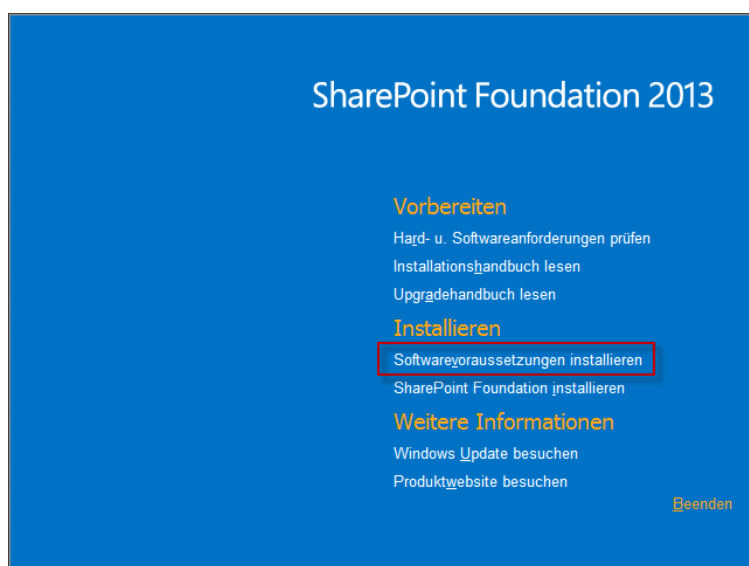 SharePoint Foundation 2013
Vorbereiten
Hard- u. Softwareanforderungen prüfen
Installationshandbuch lesen
Upgradehandbuch lesen
Installieren
Softwarevoraussetzungen installieren
SharePoint Foundation installieren
Weitere Informationen
Windows Update besuchen
Produktwebsite besuchen
Beenden